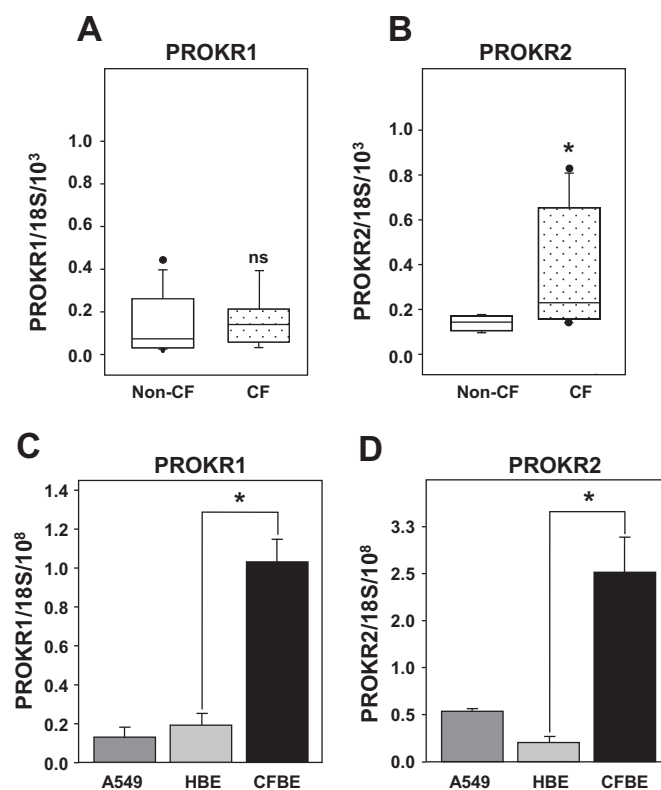 A
PROKR1
PROKR1/18S/10³
1.0
0.8
0.6
0.4
0.2
0.0
ns
Non-CF
CF
B
PROKR2
PROKR2/18S/10³
1.0
0.8
0.6
0.4
0.2
0.0
*
Non-CF
CF
C
PROKR1
PROKR1/18S/10⁸
1.4
1.2
1.0
0.8
0.6
0.4
0.2
0.0
*
A549
HBE
CFBE
D
PROKR2
PROKR2/18S/10⁸
3.3
2.5
2.0
1.0
0.5
0.0
*
A549
HBE
CFBE